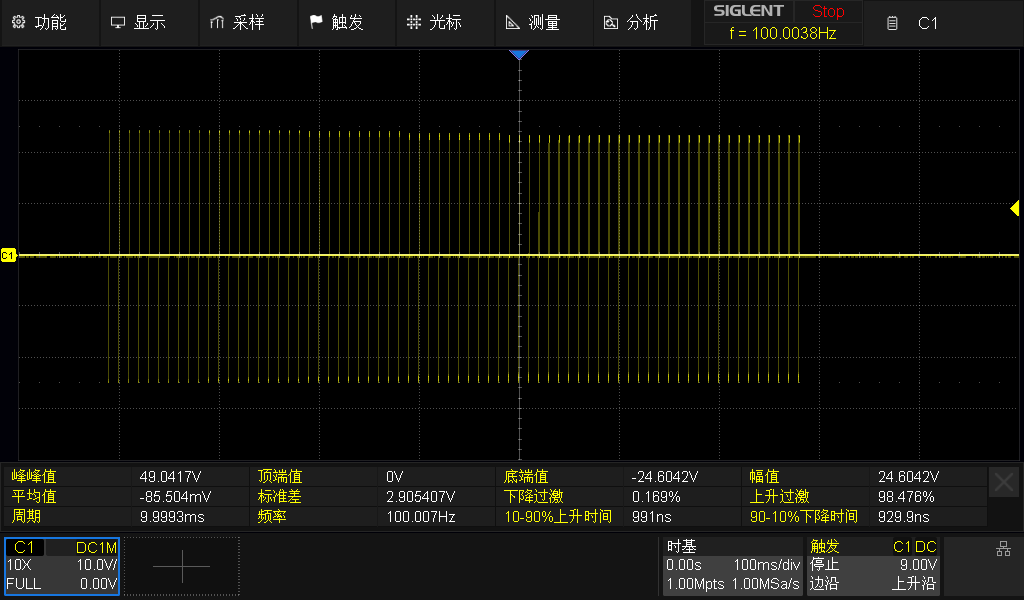 功能 显示 采样 触发 光标 测量 分析 SIGLENT Stop C1
f = 100.0038Hz
C1
峰峰值 49.0417V 顶端值 0V 底端值 -24.6042V 幅值 24.6042V
平均值 -85.504mV 标准差 2.905407V 下降过激 0.169% 上升过激 98.476%
周期 9.9993ms 频率 100.007Hz 10-90%上升时间 991ns 90-10%下降时间 929.9ns
C1 DC1M 时基 触发 C1 DC
10X 10.0V/ 0.00s 100ms/div 停止 9.00V
FULL 0.00V 1.00Mpts 1.00MSa/s 边沿 上升沿